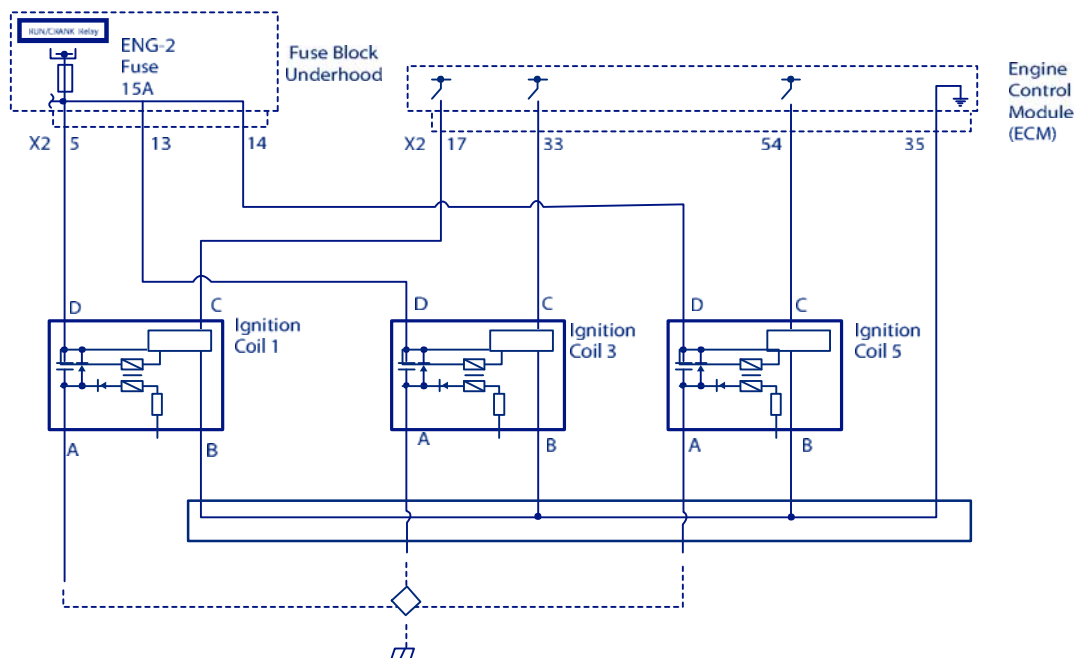 RUN/CRANK Relay
ENG-2
Fuse
15A
Fuse Block
Underhood
Engine
Control
Module
(ECM)
X2 5 13 14 X2 17 33 54 35
D C D C D C
Ignition
Coil 1
Ignition
Coil 3
Ignition
Coil 5
A B A B A B